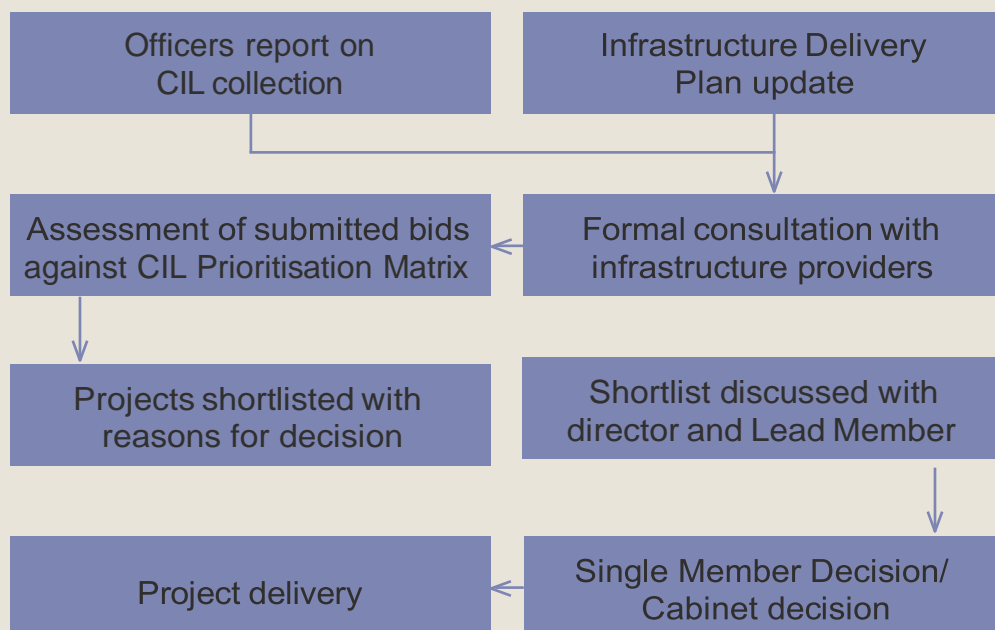 Officers report on
CIL collection
Infrastructure Delivery
Plan update
Assessment of submitted bids
against CIL Prioritisation Matrix
Formal consultation with
infrastructure providers
Projects shortlisted with
reasons for decision
Shortlist discussed with
director and Lead Member
Project delivery
Single Member Decision/
Cabinet decision